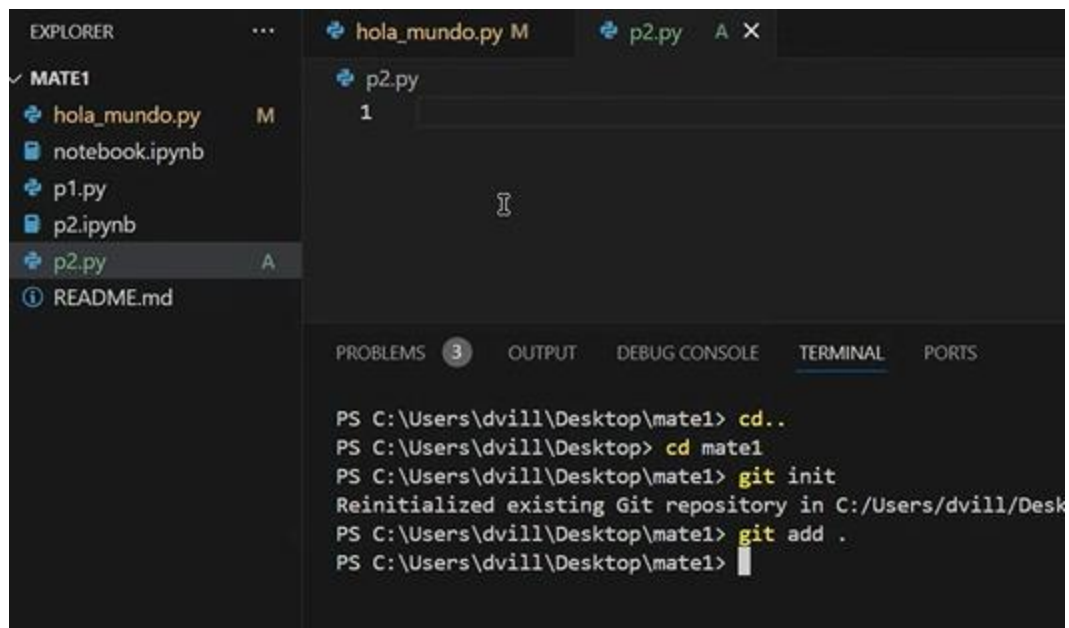 EXPLORER ...
MATE1
hola_mundo.py M
notebook.ipynb
p1.py
p2.ipynb
p2.py A
README.md
hola_mundo.py M p2.py A
p2.py
1
PROBLEMS 3 OUTPUT DEBUG CONSOLE TERMINAL PORTS
PS C:\Users\dvill\Desktop\mate1> cd..
PS C:\Users\dvill\Desktop> cd mate1
PS C:\Users\dvill\Desktop\mate1> git init
Reinitialized existing Git repository in C:/Users/dvill/Desk
PS C:\Users\dvill\Desktop\mate1> git add .
PS C:\Users\dvill\Desktop\mate1>